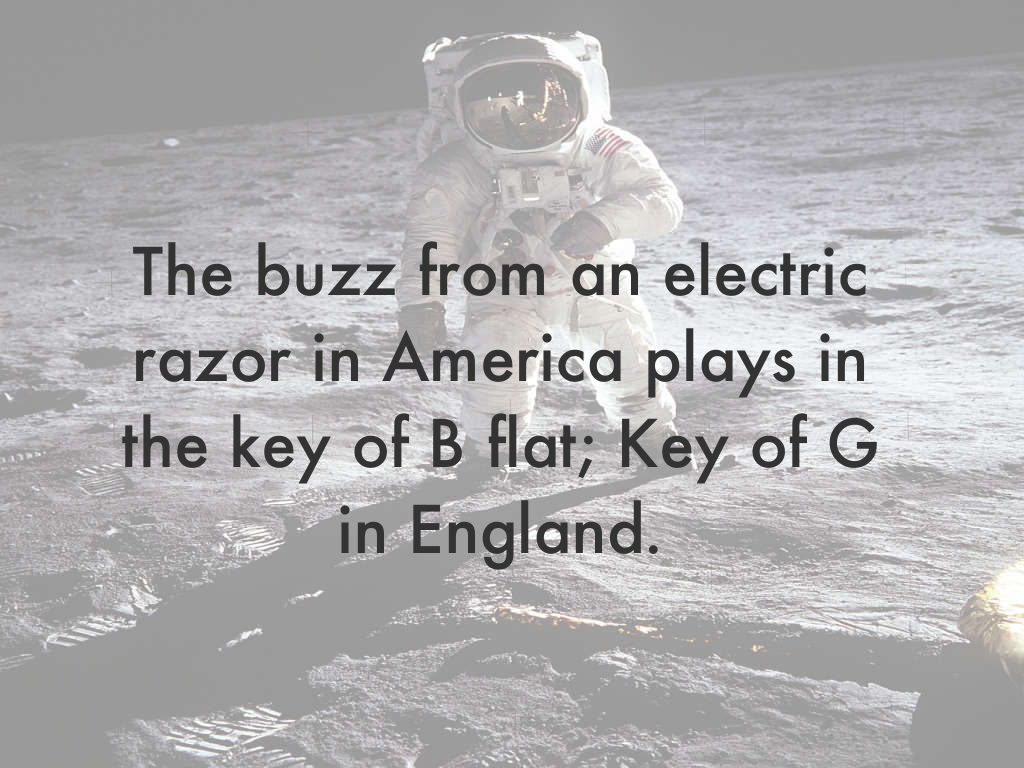 The buzz from an electric
razor in America plays in
the key of B flat; Key of G
in England.